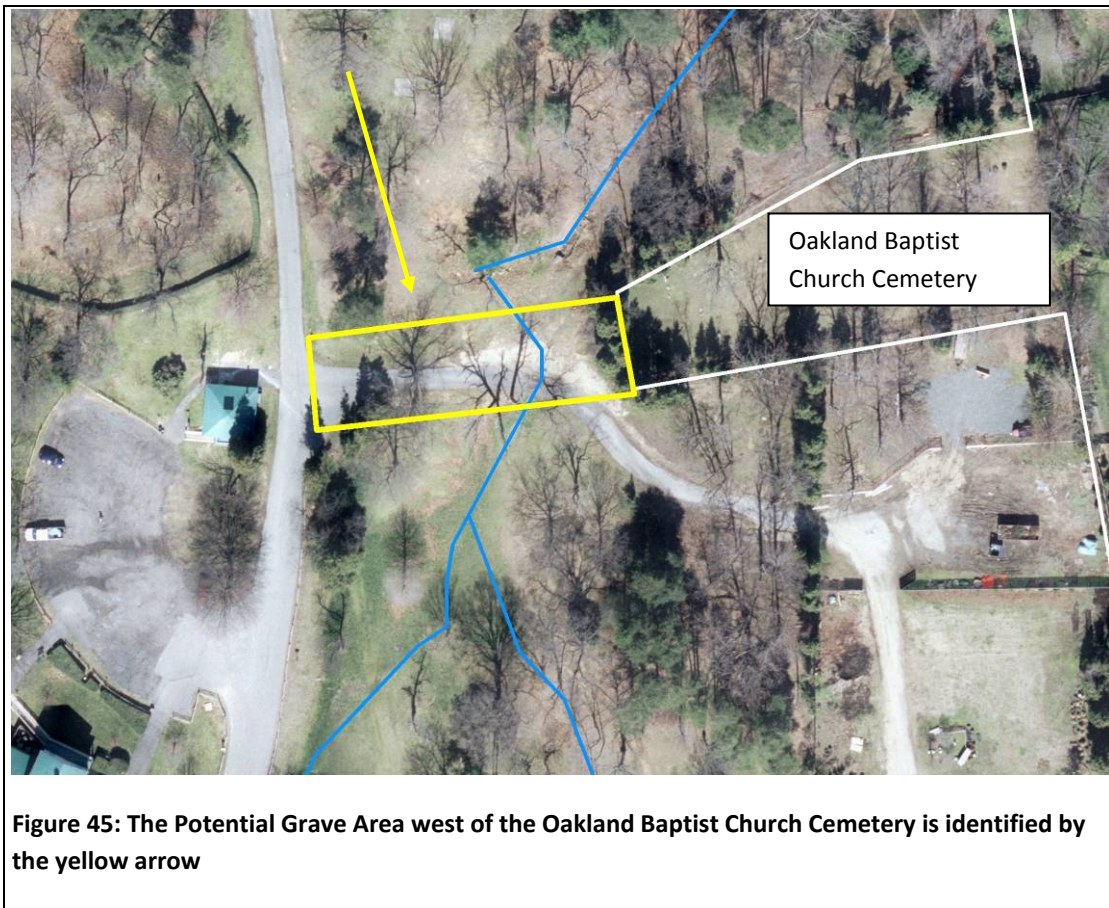 Oakland Baptist
Church Cemetery
Figure 45: The Potential Grave Area west of the Oakland Baptist Church Cemetery is identified by
the yellow arrow